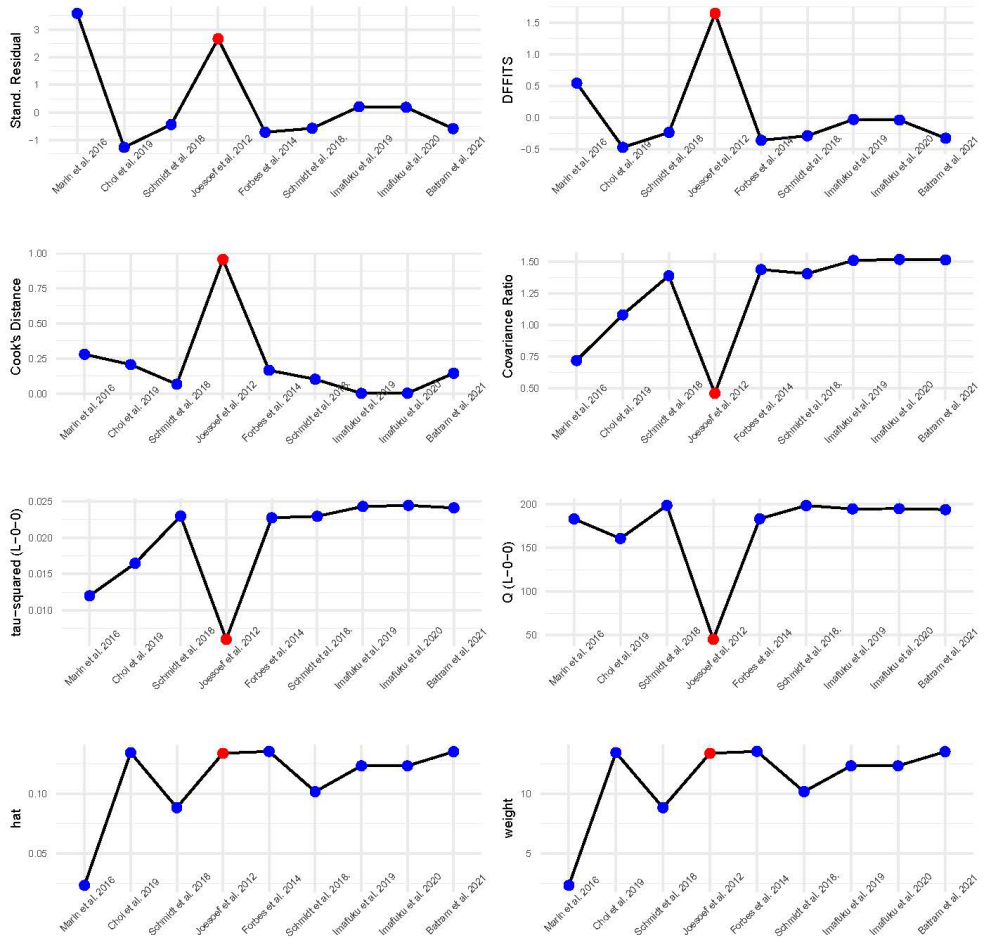 Stand. Residual
3
2
1
0
−1
Marin et al. 2016
Choi et al. 2019
Schmidt et al. 2018
Joesoef et al. 2012
Forbes et al. 2014
Schmidt et al. 2018.
Imafuku et al. 2019
Imafuku et al. 2020
Batram et al. 2021
DFFITS
1.5
1.0
0.5
0.0
−0.5
Marin et al. 2016
Choi et al. 2019
Schmidt et al. 2018
Joesoef et al. 2012
Forbes et al. 2014
Schmidt et al. 2018.
Imafuku et al. 2019
Imafuku et al. 2020
Batram et al. 2021
Cook's Distance
1.00
0.75
0.50
0.25
0.00
Marin et al. 2016
Choi et al. 2019
Schmidt et al. 2018
Joesoef et al. 2012
Forbes et al. 2014
Schmidt et al. 2018.
Imafuku et al. 2019
Imafuku et al. 2020
Batram et al. 2021
Covariance Ratio
1.50
1.25
1.00
0.75
0.50
Marin et al. 2016
Choi et al. 2019
Schmidt et al. 2018
Joesoef et al. 2012
Forbes et al. 2014
Schmidt et al. 2018.
Imafuku et al. 2019
Imafuku et al. 2020
Batram et al. 2021
tau−squared (L−0−0)
0.025
0.020
0.015
0.010
Marin et al. 2016
Choi et al. 2019
Schmidt et al. 2018
Joesoef et al. 2012
Forbes et al. 2014
Schmidt et al. 2018.
Imafuku et al. 2019
Imafuku et al. 2020
Batram et al. 2021
Q (L−0−0)
200
150
100
50
Marin et al. 2016
Choi et al. 2019
Schmidt et al. 2018
Joesoef et al. 2012
Forbes et al. 2014
Schmidt et al. 2018.
Imafuku et al. 2019
Imafuku et al. 2020
Batram et al. 2021
hat
0.10
0.05
Marin et al. 2016
Choi et al. 2019
Schmidt et al. 2018
Joesoef et al. 2012
Forbes et al. 2014
Schmidt et al. 2018.
Imafuku et al. 2019
Imafuku et al. 2020
Batram et al. 2021
weight
10
5
Marin et al. 2016
Choi et al. 2019
Schmidt et al. 2018
Joesoef et al. 2012
Forbes et al. 2014
Schmidt et al. 2018.
Imafuku et al. 2019
Imafuku et al. 2020
Batram et al. 2021